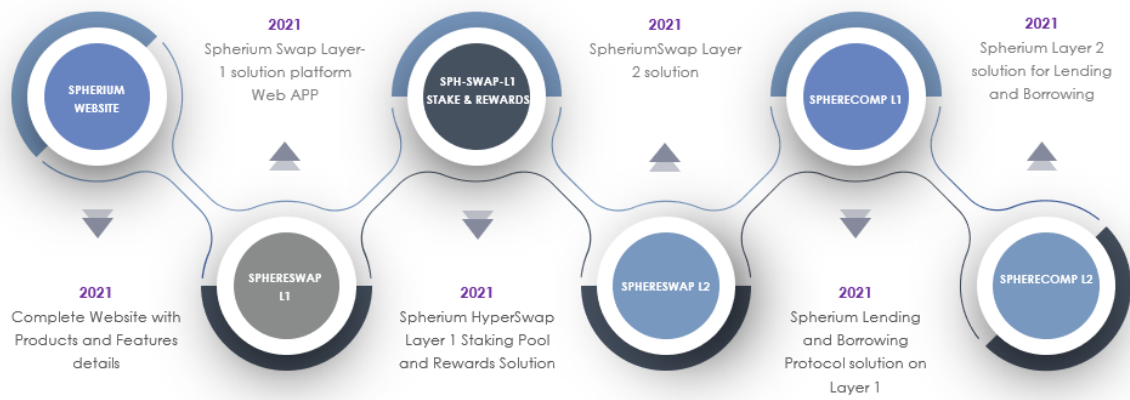 SPHERIUM
WEBSITE
2021
Complete Website with
Products and Features
details
2021
Spherium Swap Layer-
1 solution platform
Web APP
SPHERESWAP
L1
SPH-SWAP-L1
STAKE & REWARDS
2021
Spherium HyperSwap
Layer 1 Staking Pool
and Rewards Solution
2021
SpheriumSwap Layer
2 solution
SPHERESWAP L2
SPHERECOMP L1
2021
Spherium Lending
and Borrowing
Protocol solution on
Layer 1
2021
Spherium Layer 2
solution for Lending
and Borrowing
SPHERECOMP L2